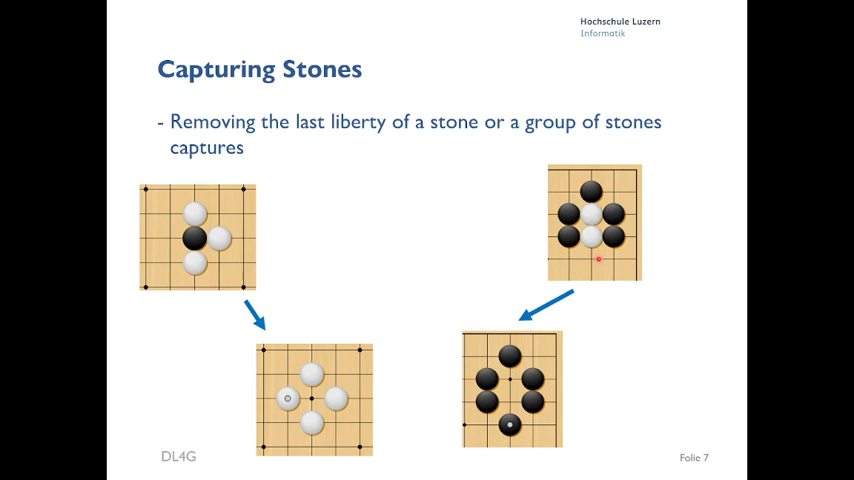 Hochschule Luzern
Informatik
Capturing Stones
- Removing the last liberty of a stone or a group of stones
captures
DL4G
Folie 7